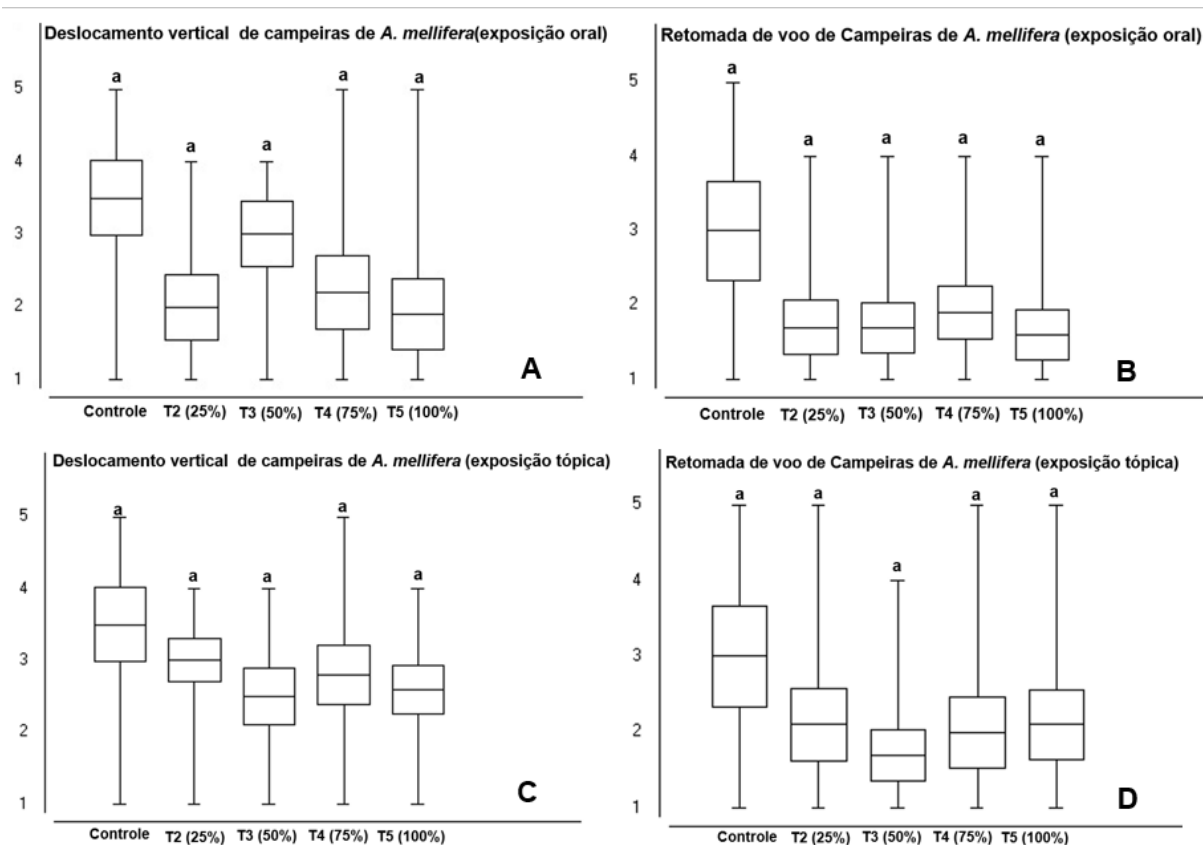 Deslocamento vertical de campeiras de A. mellifera(exposição oral)
a a a a a
5
4
3
2
1
A
Controle T2 (25%) T3 (50%) T4 (75%) T5 (100%)
Retomada de voo de Campeiras de A. mellifera (exposição oral)
a a a a a
5
4
3
2
1
B
Controle T2 (25%) T3 (50%) T4 (75%) T5 (100%)
Deslocamento vertical de campeiras de A. mellifera (exposição tópica)
a a a a a
5
4
3
2
1
C
Controle T2 (25%) T3 (50%) T4 (75%) T5 (100%)
Retomada de voo de Campeiras de A. mellifera (exposição tópica)
a a a a a
5
4
3
2
1
D
Controle T2 (25%) T3 (50%) T4 (75%) T5 (100%)